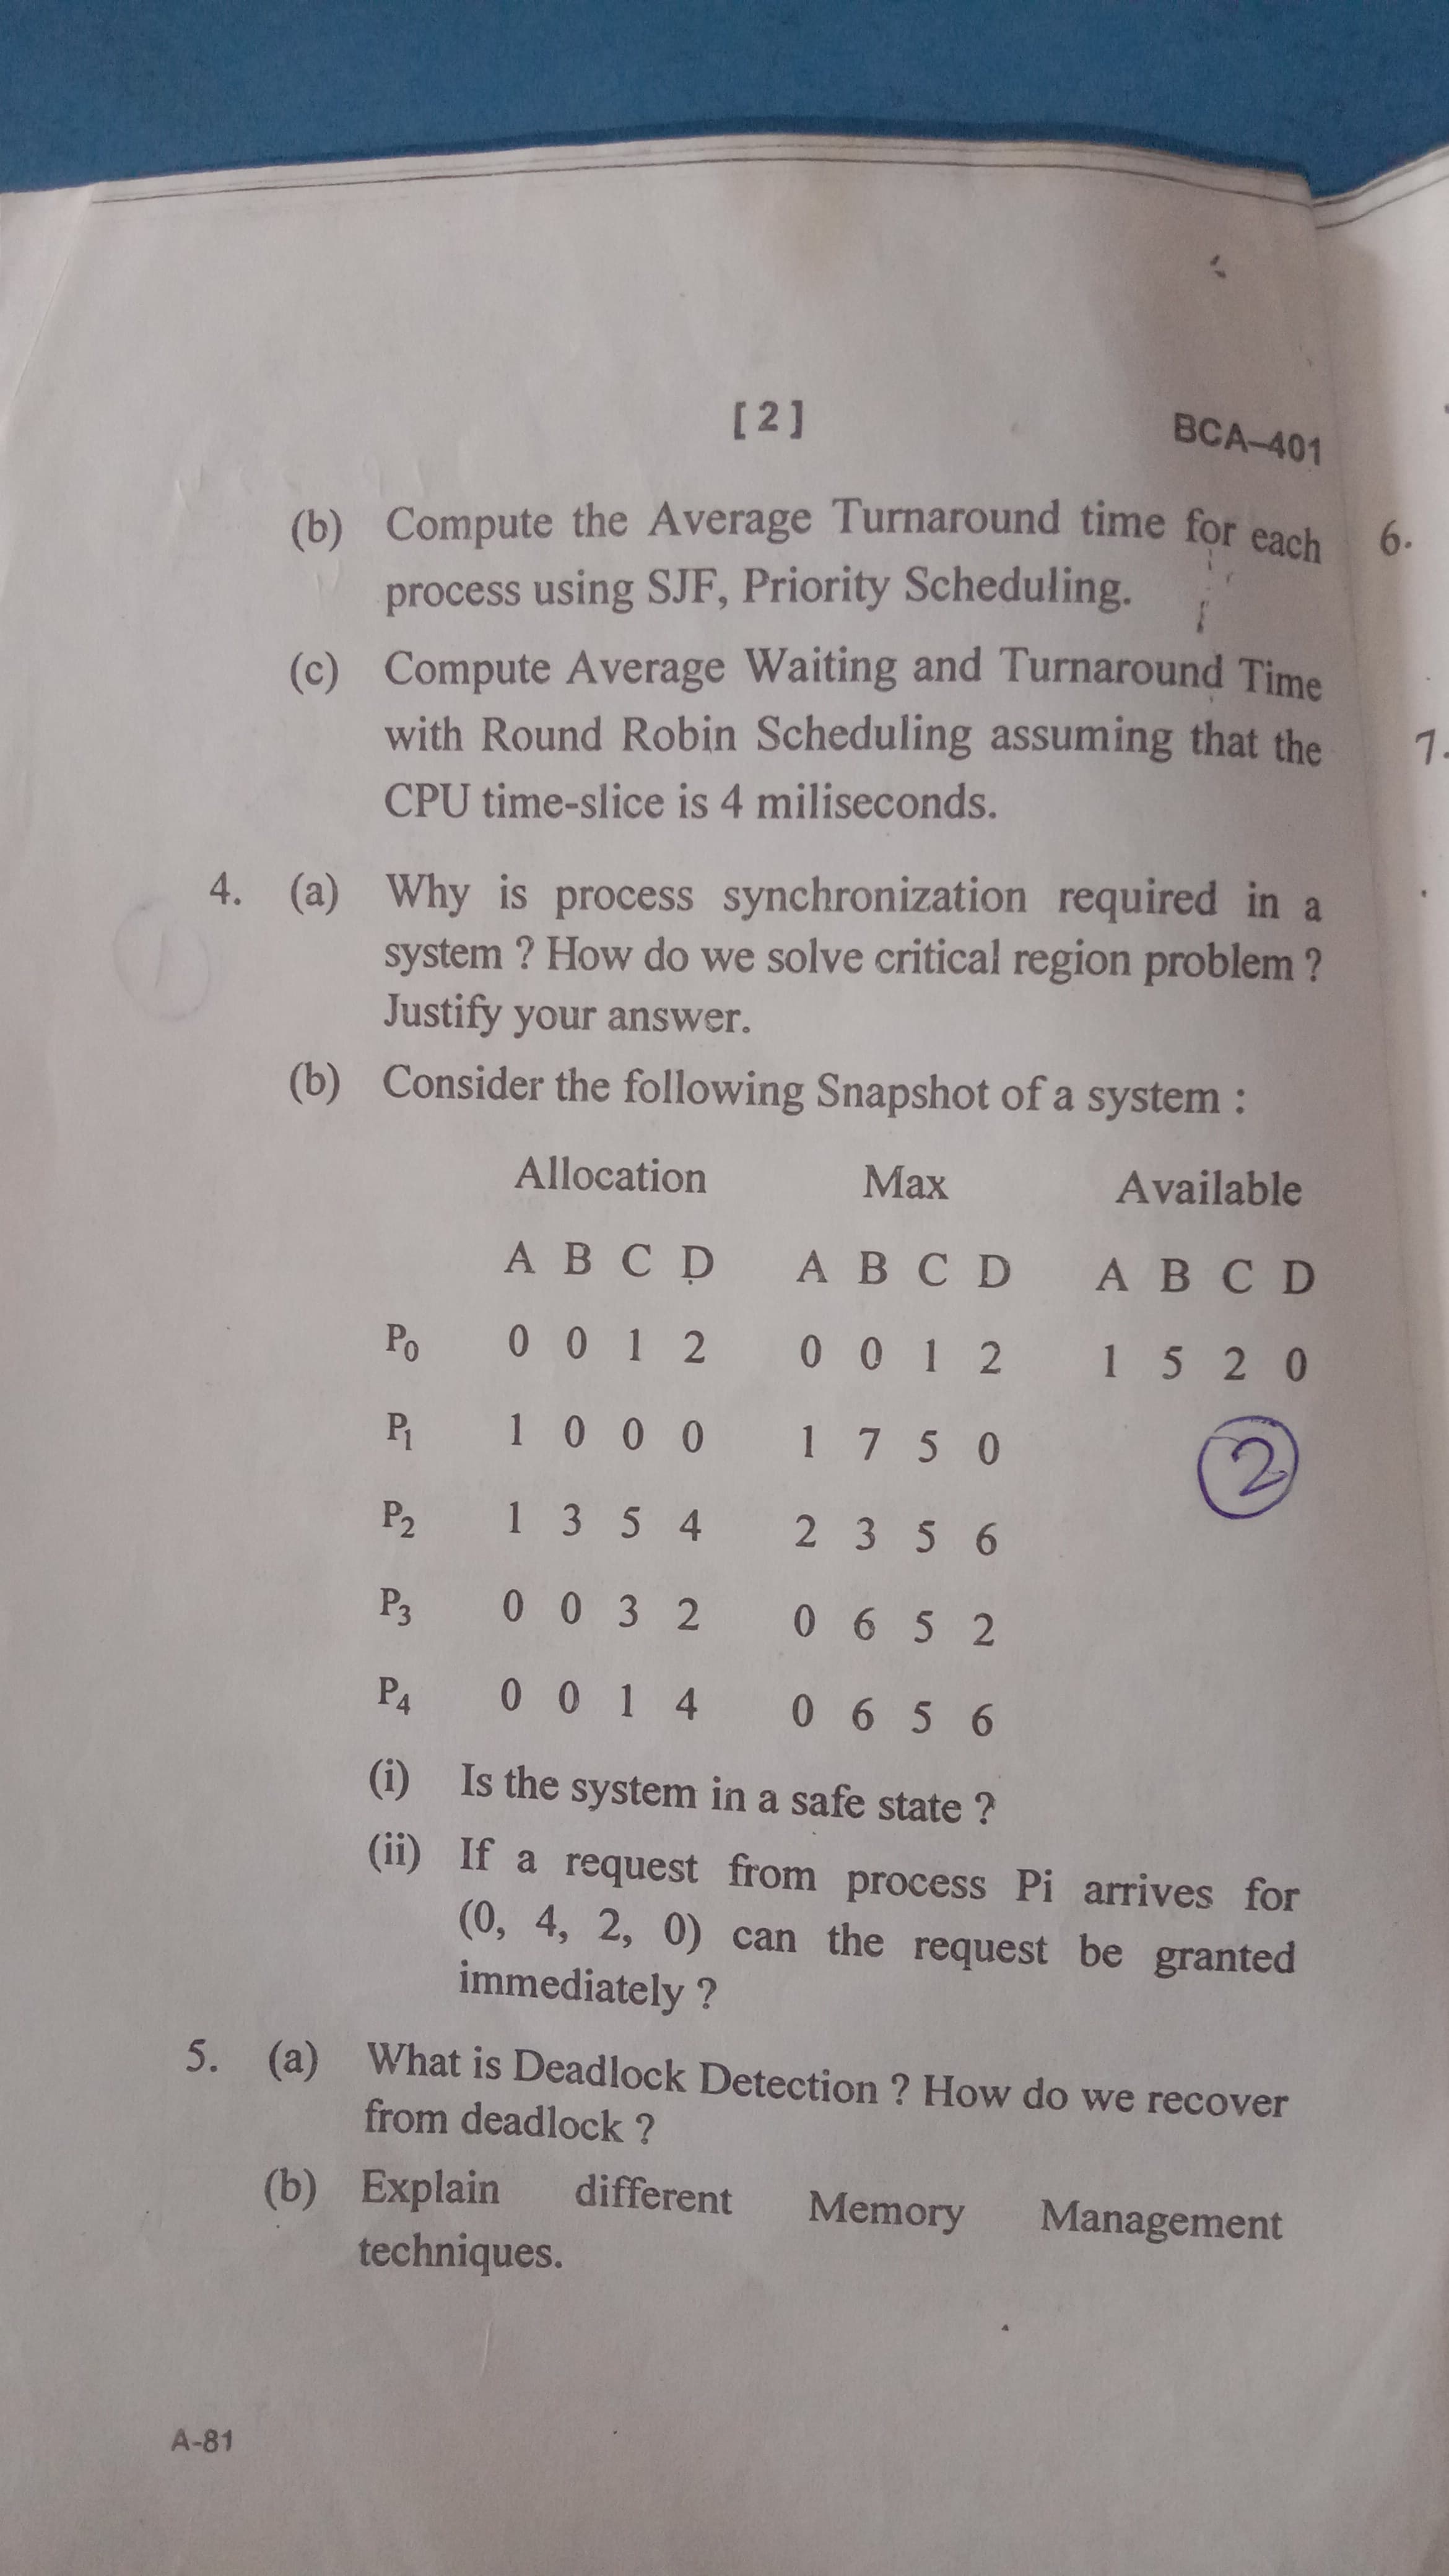 [ 2 ]
BCA–401
(b) Compute the Average Turnaround time for each
process using SJF, Priority Scheduling.
(c) Compute Average Waiting and Turnaround Time
with Round Robin Scheduling assuming that the
CPU time-slice is 4 miliseconds.
4. (a) Why is process synchronization required in a
system ? How do we solve critical region problem ?
Justify your answer.
(b) Consider the following Snapshot of a system :
Allocation Max Available
A B C D A B C D A B C D
P0 0 0 1 2 0 0 1 2 1 5 2 0
P1 1 0 0 0 1 7 5 0
2
P2 1 3 5 4 2 3 5 6
P3 0 0 3 2 0 6 5 2
P4 0 0 1 4 0 6 5 6
(i) Is the system in a safe state ?
(ii) If a request from process Pi arrives for
(0, 4, 2, 0) can the request be granted
immediately ?
5. (a) What is Deadlock Detection ? How do we recover
from deadlock ?
(b) Explain different Memory Management
techniques.
A-81
6.
7.